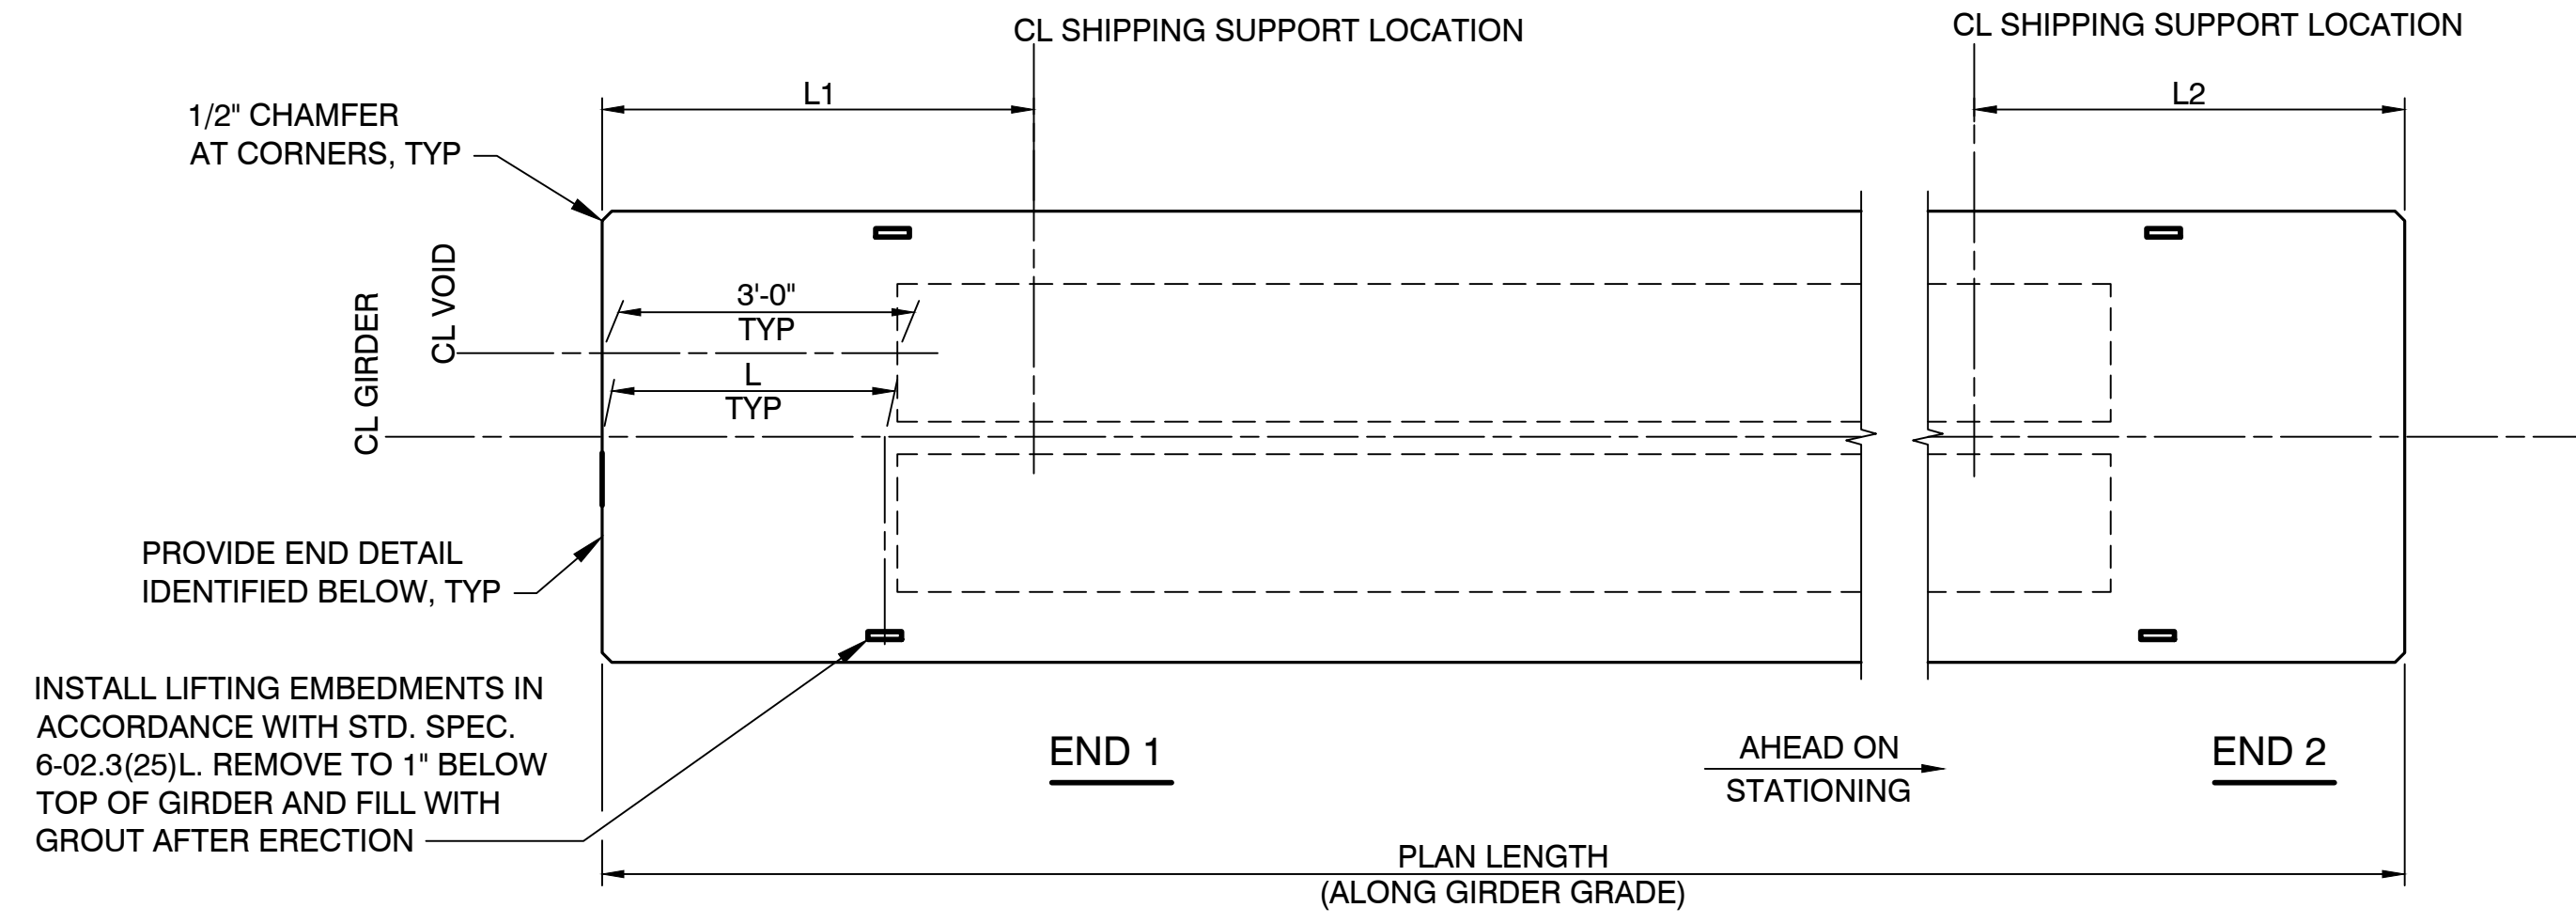 CL SHIPPING SUPPORT LOCATION
CL SHIPPING SUPPORT LOCATION
L1
L2
1/2" CHAMFER
AT CORNERS, TYP
CL VOID
CL GIRDER
3'-0"
TYP
L
TYP
PROVIDE END DETAIL
IDENTIFIED BELOW, TYP
INSTALL LIFTING EMBEDMENTS IN
ACCORDANCE WITH STD. SPEC.
6-02.3(25)L. REMOVE TO 1" BELOW
TOP OF GIRDER AND FILL WITH
GROUT AFTER ERECTION
END 1
AHEAD ON
STATIONING
END 2
PLAN LENGTH
(ALONG GIRDER GRADE)